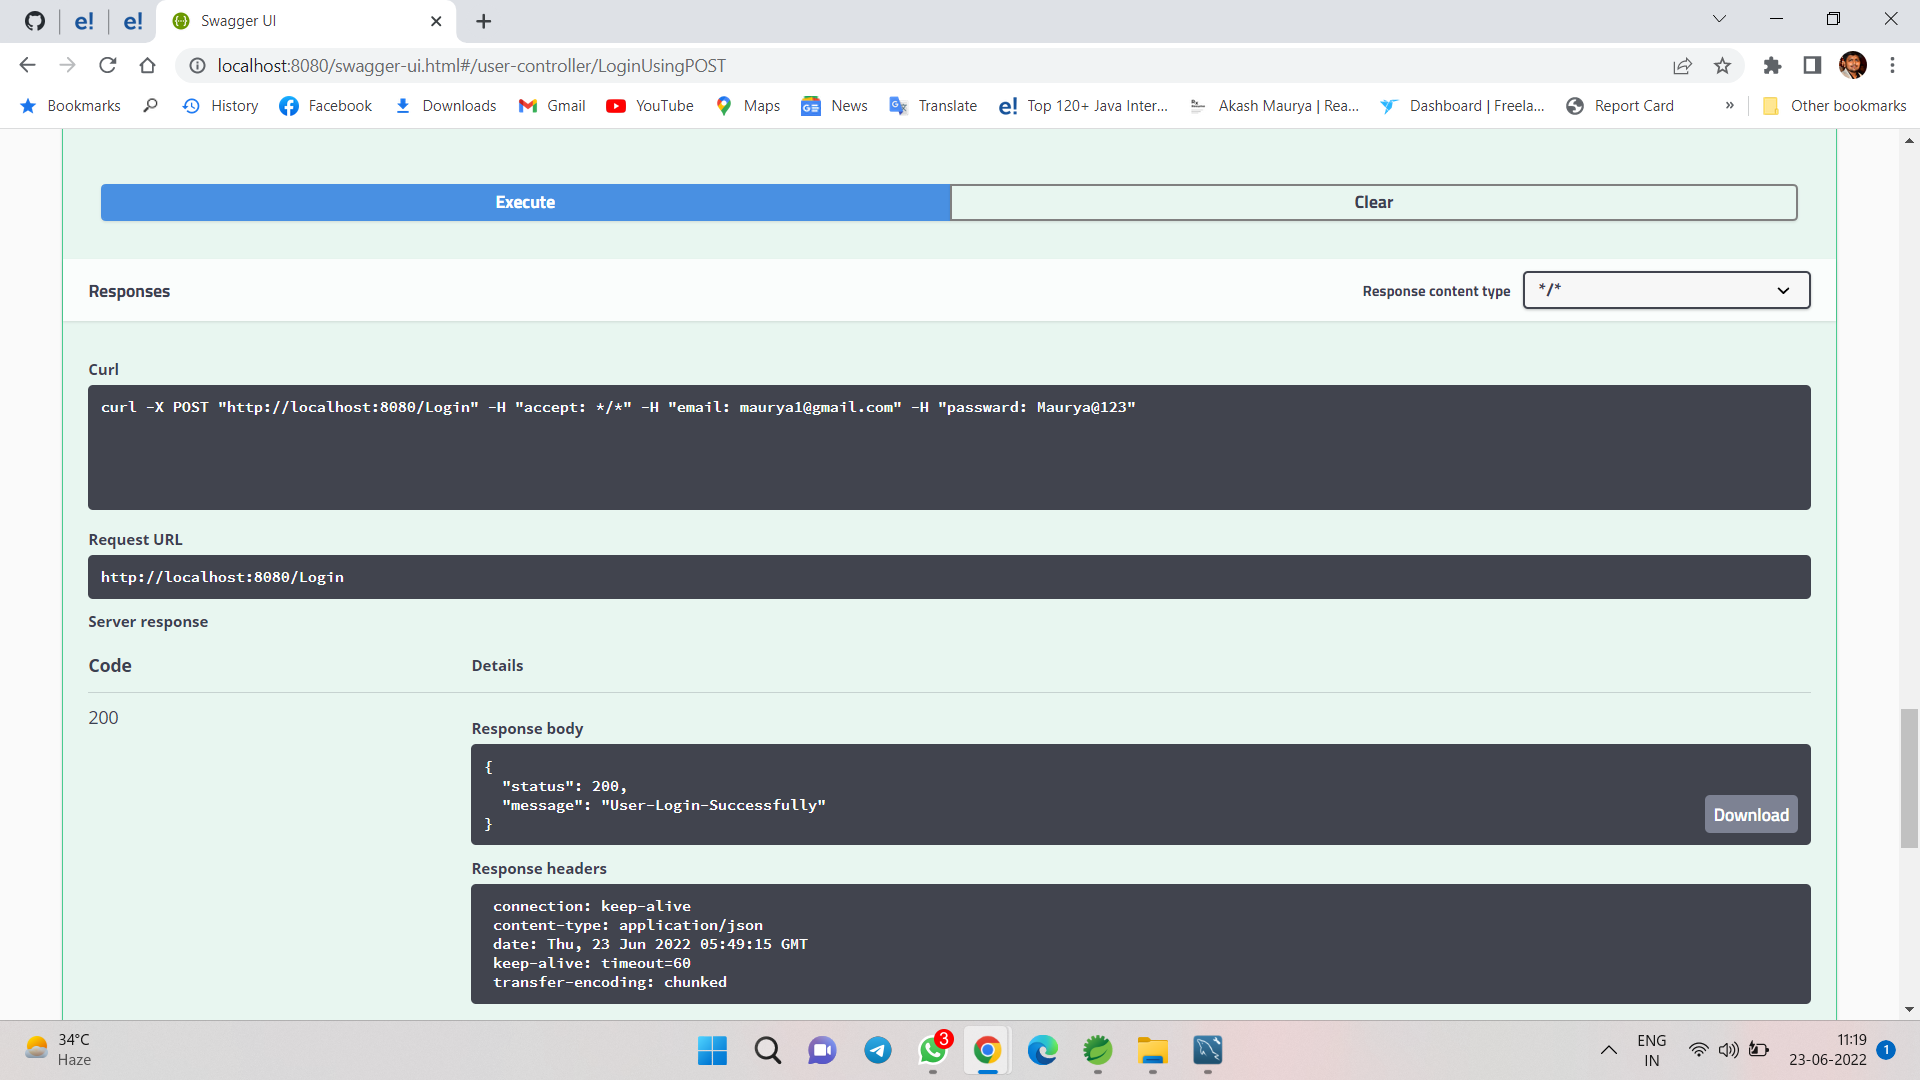 e!
e!
Swagger UI
localhost:8080/swagger-ui.html#/user-controller/LoginUsingPOST
Bookmarks
History
Facebook
Downloads
Gmail
YouTube
Maps
News
Translate
e! Top 120+ Java Inter...
Akash Maurya | Rea...
Dashboard | Freela...
Report Card
»
Other bookmarks
Execute
Clear
Responses
Response content type
*/*
Curl
curl -X POST "http://localhost:8080/Login" -H "accept: */*" -H "email: maurya1@gmail.com" -H "passward: Maurya@123"
Request URL
http://localhost:8080/Login
Server response
Code
Details
200
Response body
{
"status": 200,
"message": "User-Login-Successfully"
}
Download
Response headers
connection: keep-alive
content-type: application/json
date: Thu, 23 Jun 2022 05:49:15 GMT
keep-alive: timeout=60
transfer-encoding: chunked
34°C
Haze
3
ENG
IN
11:19
23-06-2022
1